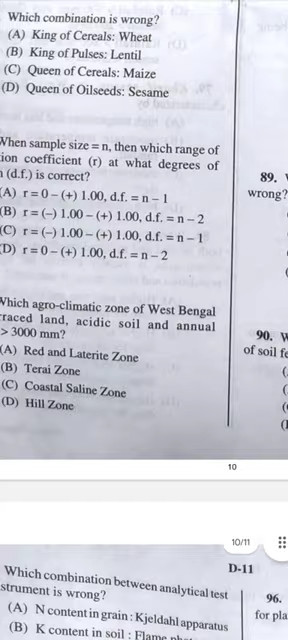 Which combination is wrong?
(A) King of Cereals: Wheat
(B) King of Pulses: Lentil
(C) Queen of Cereals: Maize
(D) Queen of Oilseeds: Sesame
When sample size = n, then which range of
tion coefficient (r) at what degrees of
(d.f.) is correct?
(A) r = 0 – (+) 1.00, d.f. = n – 1
(B) r = (–) 1.00 – (+) 1.00, d.f. = n – 2
(C) r = (–) 1.00 – (+) 1.00, d.f. = n – 1
(D) r = 0 – (+) 1.00, d.f. = n – 2
Which agro-climatic zone of West Bengal
raced land, acidic soil and annual
> 3000 mm?
(A) Red and Laterite Zone
(B) Terai Zone
(C) Coastal Saline Zone
(D) Hill Zone
89.
wrong?
90. W
of soil fe
10
10/11
D-11
Which combination between analytical test
strument is wrong?
(A) N content in grain : Kjeldahl apparatus
(B) K content in soil : Flame
96.
for pla